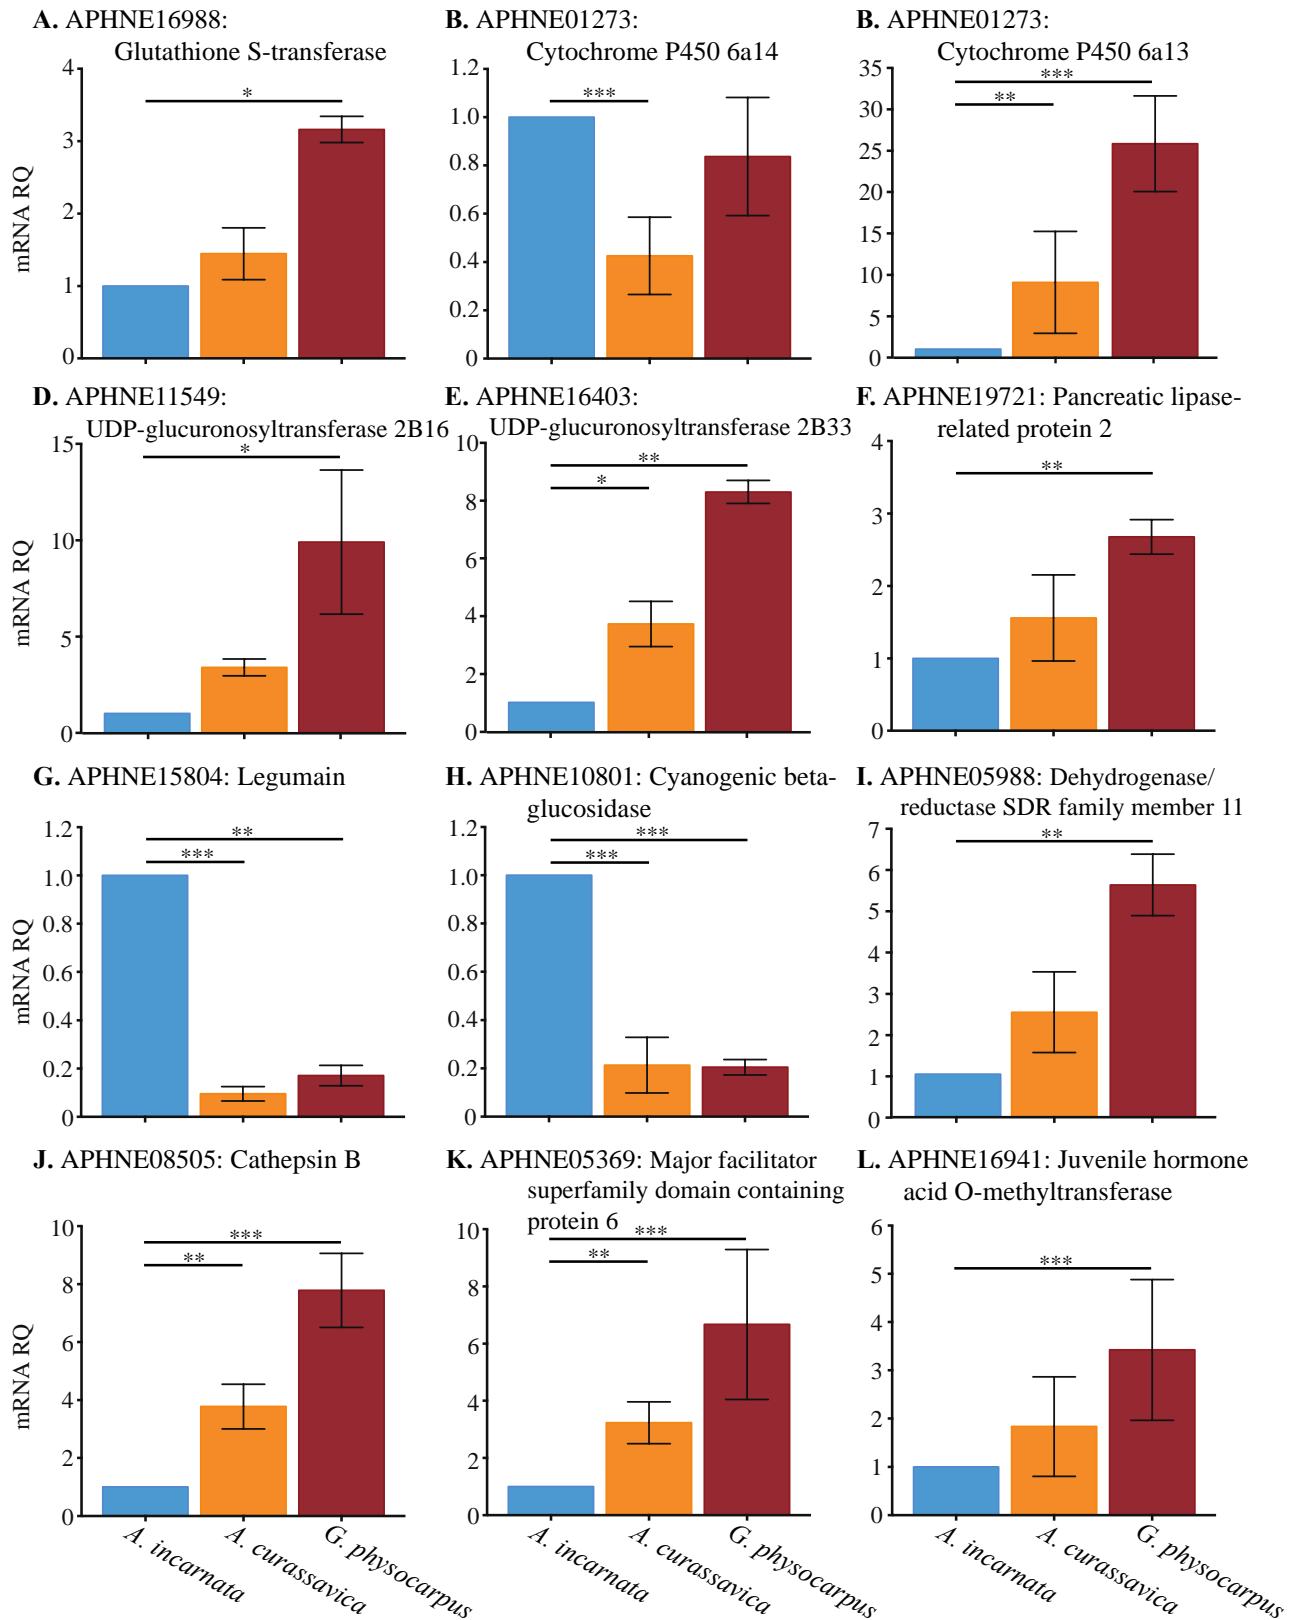 A. APHNE16988:
Glutathione S-transferase
B. APHNE01273:
Cytochrome P450 6a14
B. APHNE01273:
Cytochrome P450 6a13
mRNA RQ
4
3
2
1
0
*
1.2
1.0
0.8
0.6
0.4
0.2
0
***
35
30
25
20
15
10
5
0
***
**
D. APHNE11549:
UDP-glucuronosyltransferase 2B16
E. APHNE16403:
UDP-glucuronosyltransferase 2B33
F. APHNE19721: Pancreatic lipase-
related protein 2
mRNA RQ
15
10
5
0
*
10
8
6
4
2
0
**
*
4
3
2
1
0
**
G. APHNE15804: Legumain
H. APHNE10801: Cyanogenic beta-
glucosidase
I. APHNE05988: Dehydrogenase/
reductase SDR family member 11
mRNA RQ
1.2
1.0
0.8
0.6
0.4
0.2
0
**
***
1.2
1.0
0.8
0.6
0.4
0.2
0
***
***
7
6
5
4
3
2
1
0
**
J. APHNE08505: Cathepsin B
K. APHNE05369: Major facilitator
superfamily domain containing
protein 6
L. APHNE16941: Juvenile hormone
acid O-methyltransferase
mRNA RQ
10
8
6
4
2
0
***
**
10
8
6
4
2
0
***
**
6
5
4
3
2
1
0
***
A. incarnata
A. curassavica
G. physocarpus
A. incarnata
A. curassavica
G. physocarpus
A. incarnata
A. curassavica
G. physocarpus